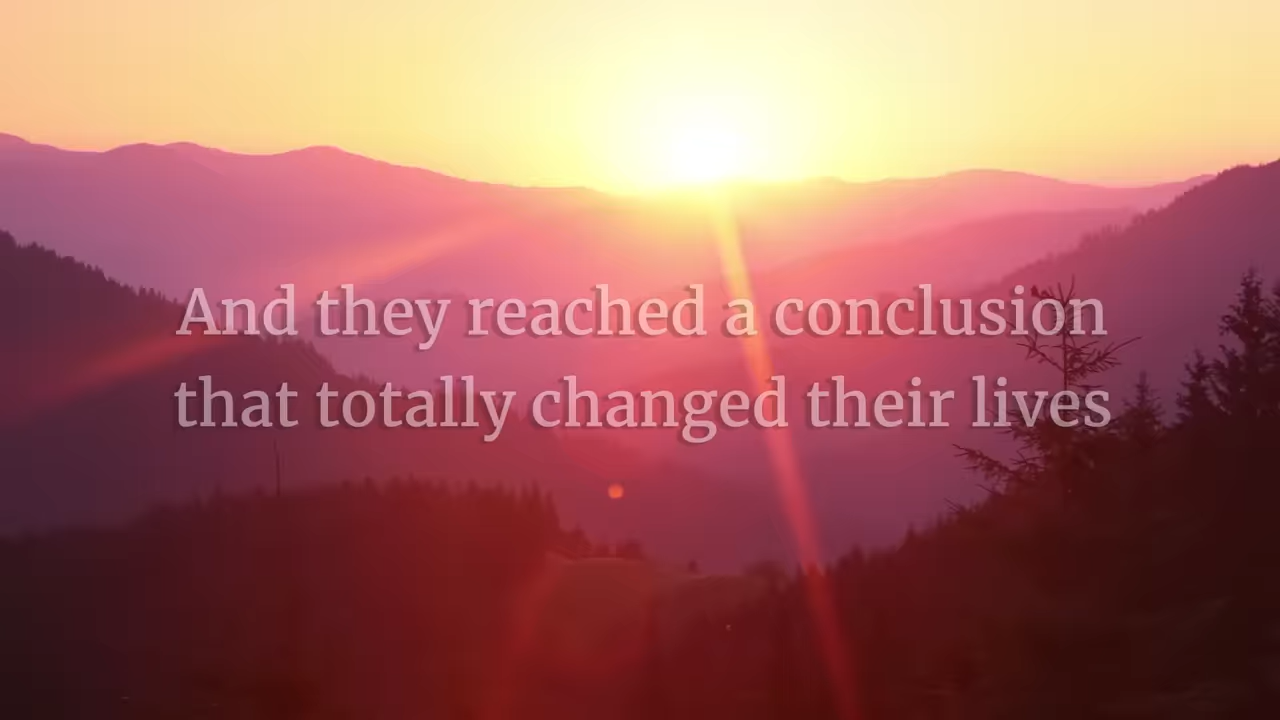 And they reached a conclusion
that totally changed their lives